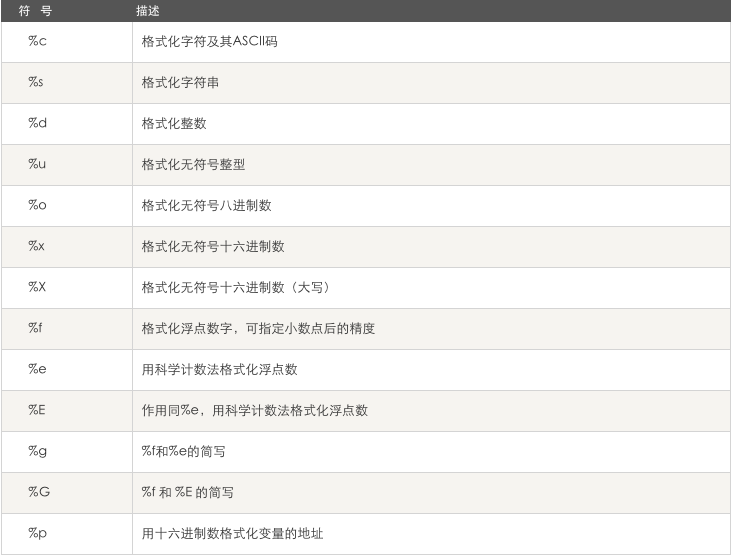 符 号 描述
%c 格式化字符及其ASCII码
%s 格式化字符串
%d 格式化整数
%u 格式化无符号整型
%o 格式化无符号八进制数
%x 格式化无符号十六进制数
%X 格式化无符号十六进制数（大写）
%f 格式化浮点数字，可指定小数点后的精度
%e 用科学计数法格式化浮点数
%E 作用同%e，用科学计数法格式化浮点数
%g %f和%e的简写
%G %f 和 %E 的简写
%p 用十六进制数格式化变量的地址